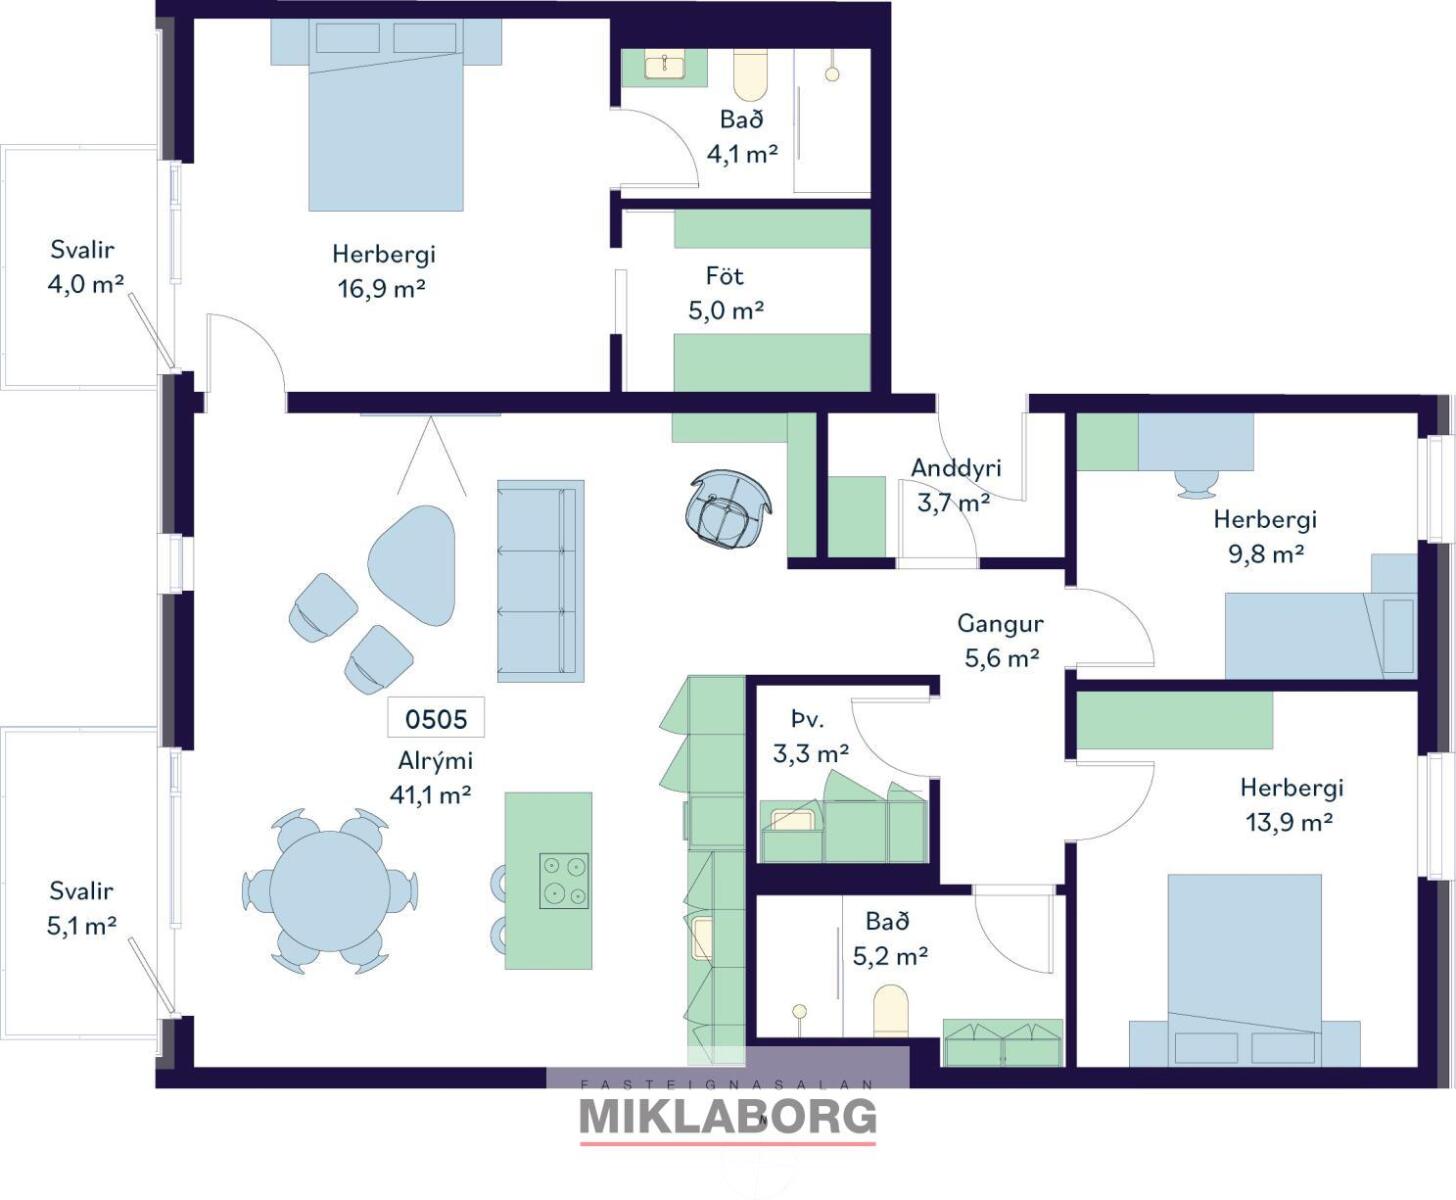 Bað
4,1 m²
Svalir
4,0 m²
Herbergi
16,9 m²
Föt
5,0 m²
Anddyri
3,7 m²
Herbergi
9,8 m²
Gangur
5,6 m²
0505
Alrými
41,1 m²
Þv.
3,3 m²
Herbergi
13,9 m²
Svalir
5,1 m²
Bað
5,2 m²
FASTEIGNASALAN
MIKLABORG
N